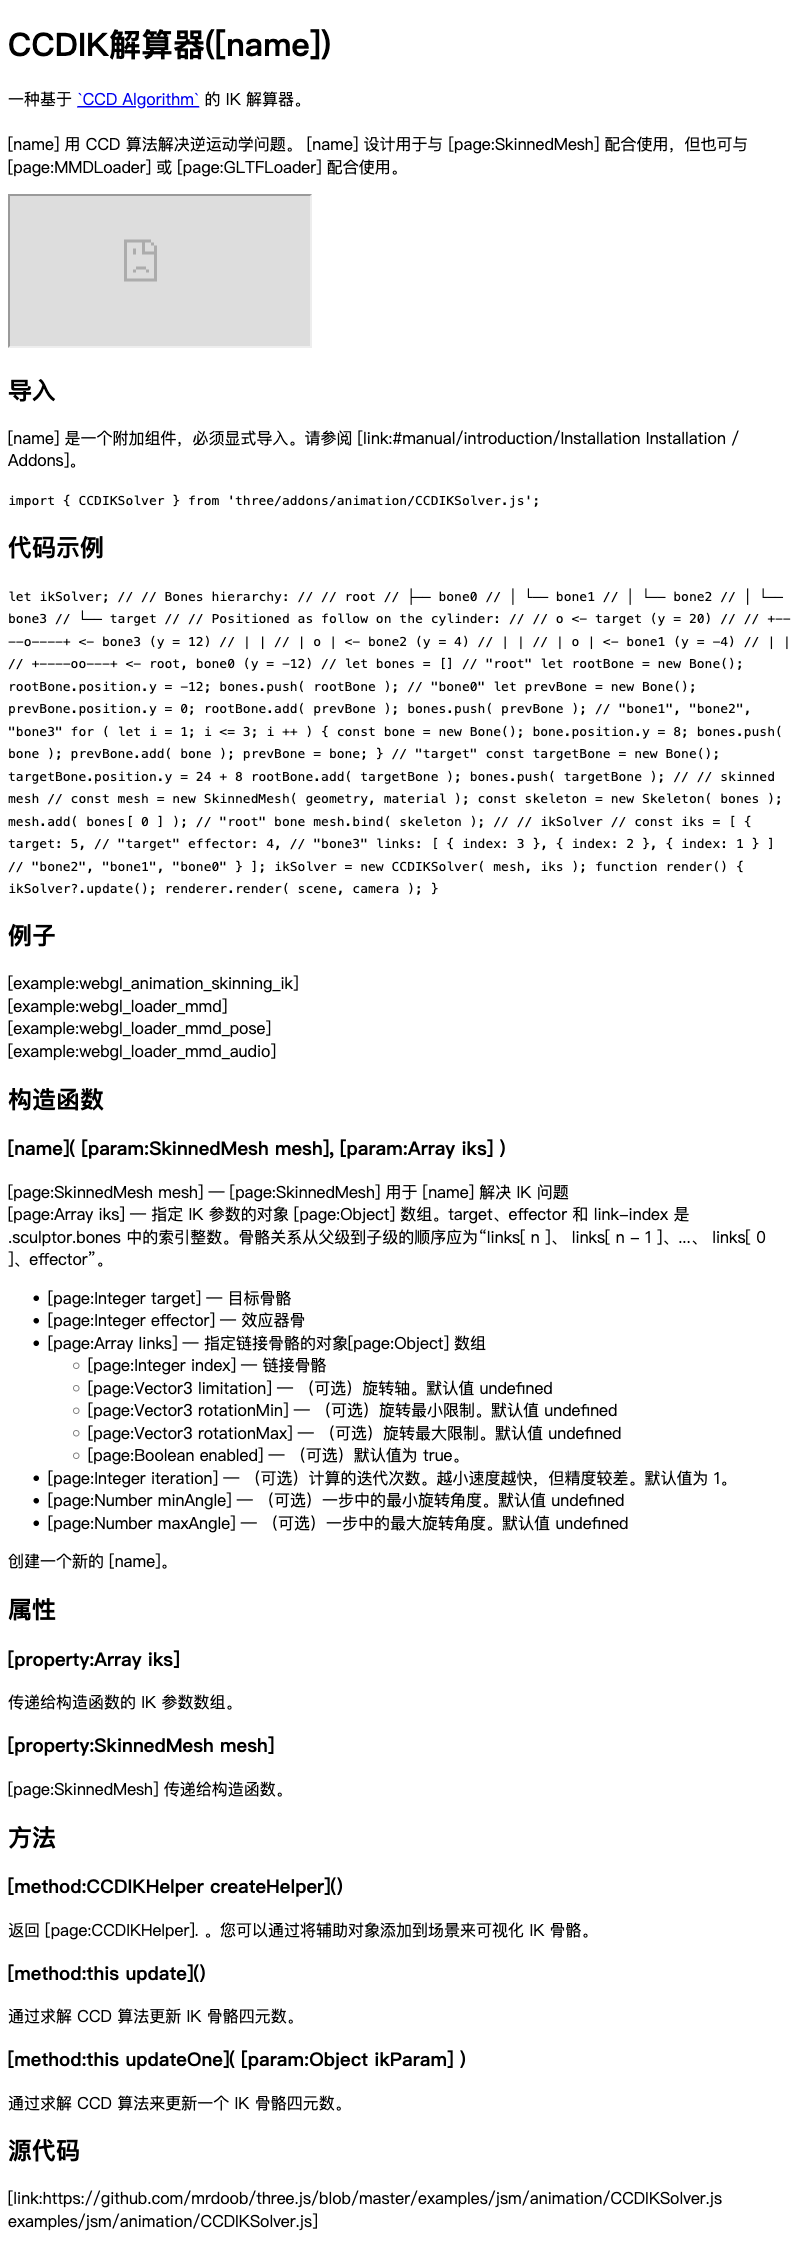 CCDIK解算器([name])
一种基于 `CCD Algorithm` 的 IK 解算器。
[name] 用 CCD 算法解决逆运动学问题。 [name] 设计用于与 [page:SkinnedMesh] 配合使用，但也可与
[page:MMDLoader] 或 [page:GLTFLoader] 配合使用。
导入
[name] 是一个附加组件，必须显式导入。请参阅 [link:#manual/introduction/Installation Installation /
Addons]。
import { CCDIKSolver } from 'three/addons/animation/CCDIKSolver.js';
代码示例
let ikSolver; // // Bones hierarchy: // // root // ├── bone0 // │ └── bone1 // │ └── bone2 // │ └──
bone3 // └── target // // Positioned as follow on the cylinder: // // o <- target (y = 20) // // +--
--o----+ <- bone3 (y = 12) // | | // | o | <- bone2 (y = 4) // | | // | o | <- bone1 (y = -4) // | |
// +----oo---+ <- root, bone0 (y = -12) // let bones = [] // "root" let rootBone = new Bone();
rootBone.position.y = -12; bones.push( rootBone ); // "bone0" let prevBone = new Bone();
prevBone.position.y = 0; rootBone.add( prevBone ); bones.push( prevBone ); // "bone1", "bone2",
"bone3" for ( let i = 1; i <= 3; i ++ ) { const bone = new Bone(); bone.position.y = 8; bones.push(
bone ); prevBone.add( bone ); prevBone = bone; } // "target" const targetBone = new Bone();
targetBone.position.y = 24 + 8 rootBone.add( targetBone ); bones.push( targetBone ); // // skinned
mesh // const mesh = new SkinnedMesh( geometry, material ); const skeleton = new Skeleton( bones );
mesh.add( bones[ 0 ] ); // "root" bone mesh.bind( skeleton ); // // ikSolver // const iks = [ {
target: 5, // "target" effector: 4, // "bone3" links: [ { index: 3 }, { index: 2 }, { index: 1 } ]
// "bone2", "bone1", "bone0" } ]; ikSolver = new CCDIKSolver( mesh, iks ); function render() {
ikSolver?.update(); renderer.render( scene, camera ); }
例子
[example:webgl_animation_skinning_ik]
[example:webgl_loader_mmd]
[example:webgl_loader_mmd_pose]
[example:webgl_loader_mmd_audio]
构造函数
[name]( [param:SkinnedMesh mesh], [param:Array iks] )
[page:SkinnedMesh mesh] — [page:SkinnedMesh] 用于 [name] 解决 IK 问题
[page:Array iks] — 指定 IK 参数的对象 [page:Object] 数组。target、effector 和 link-index 是
.sculptor.bones 中的索引整数。骨骼关系从父级到子级的顺序应为“links[ n ]、 links[ n - 1 ]、...、 links[ 0
]、effector”。
• [page:Integer target] — 目标骨骼
• [page:Integer effector] — 效应器骨
• [page:Array links] — 指定链接骨骼的对象[page:Object] 数组
◦ [page:Integer index] — 链接骨骼
◦ [page:Vector3 limitation] — （可选）旋转轴。默认值 undefined
◦ [page:Vector3 rotationMin] — （可选）旋转最小限制。默认值 undefined
◦ [page:Vector3 rotationMax] — （可选）旋转最大限制。默认值 undefined
◦ [page:Boolean enabled] — （可选）默认值为 true。
• [page:Integer iteration] — （可选）计算的迭代次数。越小速度越快，但精度较差。默认值为 1。
• [page:Number minAngle] — （可选）一步中的最小旋转角度。默认值 undefined
• [page:Number maxAngle] — （可选）一步中的最大旋转角度。默认值 undefined
创建一个新的 [name]。
属性
[property:Array iks]
传递给构造函数的 IK 参数数组。
[property:SkinnedMesh mesh]
[page:SkinnedMesh] 传递给构造函数。
方法
[method:CCDIKHelper createHelper]()
返回 [page:CCDIKHelper]. 。您可以通过将辅助对象添加到场景来可视化 IK 骨骼。
[method:this update]()
通过求解 CCD 算法更新 IK 骨骼四元数。
[method:this updateOne]( [param:Object ikParam] )
通过求解 CCD 算法来更新一个 IK 骨骼四元数。
源代码
[link:https://github.com/mrdoob/three.js/blob/master/examples/jsm/animation/CCDIKSolver.js
examples/jsm/animation/CCDIKSolver.js]